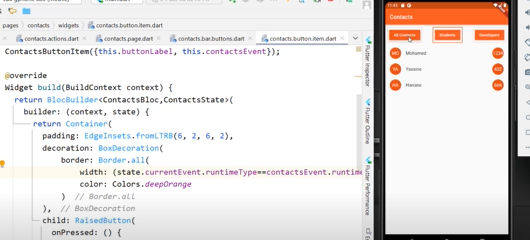 pages
contacts
widgets
contacts.button.item.dart
contacts.actions.dart
contacts.page.dart
contacts.bar.buttons.dart
contacts.button.item.dart
ContactsButtonItem({this.buttonLabel, this.contactsEvent});
@override
Widget build(BuildContext context) {
return BlocBuilder<ContactsBloc,ContactsState>(
builder: (context, state) {
return Container(
padding: EdgeInsets.fromLTRB(6, 2, 6, 2),
decoration: BoxDecoration(
border: Border.all(
width: (state.currentEvent.runtimeType==contactsEvent.runtime
color: Colors.deepOrange
) // Border.all
), // BoxDecoration
child: RaisedButton(
onPressed: () {
Flutter Inspector
Flutter Outline
Flutter Performance
Contacts
All Contacts
Students
Developers
Mohamed
1234
YA
Yassine
HA
Hanane